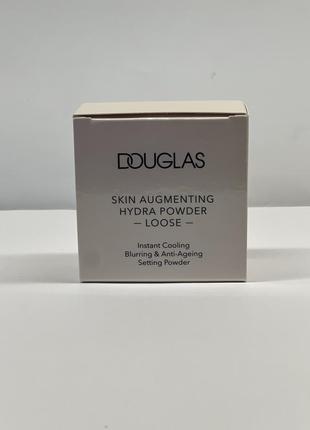 DOUGLAS
SKIN AUGMENTING
HYDRA POWDER
— LOOSE —
Instant Cooling
Blurring & Anti-Ageing
Setting Powder